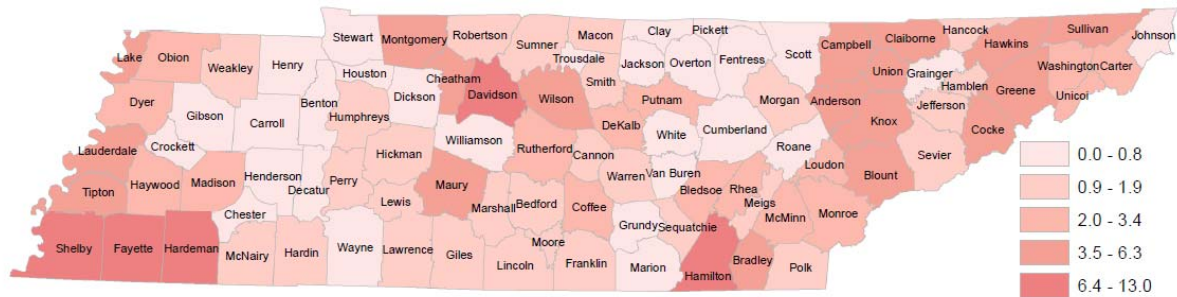 Stewart
Montgomery
Robertson
Sumner
Macon
Trousdale
Clay
Pickett
Scott
Campbell
Claiborne
Hancock
Hawkins
Sullivan
Johnson
Lake
Obion
Weakley
Henry
Houston
Cheatham
Davidson
Wilson
Smith
Jackson
Overton
Fentress
Union
Grainger
Hamblen
Greene
Washington
Carter
Unicoi
Dyer
Gibson
Carroll
Benton
Dickson
Humphreys
Putnam
Morgan
Anderson
Knox
Jefferson
Cocke
Sevier
Lauderdale
Crockett
Haywood
Madison
Henderson
Decatur
Perry
Hickman
Williamson
Rutherford
DeKalb
Cannon
White
Cumberland
Roane
Loudon
Blount
Tipton
Chester
Lewis
Maury
Marshall
Bedford
Coffee
Warren
Van Buren
Bledsoe
Rhea
Meigs
McMinn
Monroe
Shelby
Fayette
Hardeman
McNairy
Hardin
Wayne
Lawrence
Giles
Lincoln
Moore
Franklin
Grundy
Sequatchie
Marion
Hamilton
Bradley
Polk
0.0 - 0.8
0.9 - 1.9
2.0 - 3.4
3.5 - 6.3
6.4 - 13.0